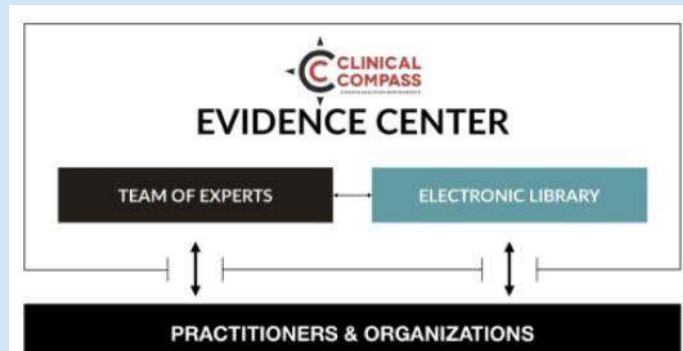 CLINICAL
COMPASS
EVIDENCE CENTER
TEAM OF EXPERTS
ELECTRONIC LIBRARY
PRACTITIONERS & ORGANIZATIONS